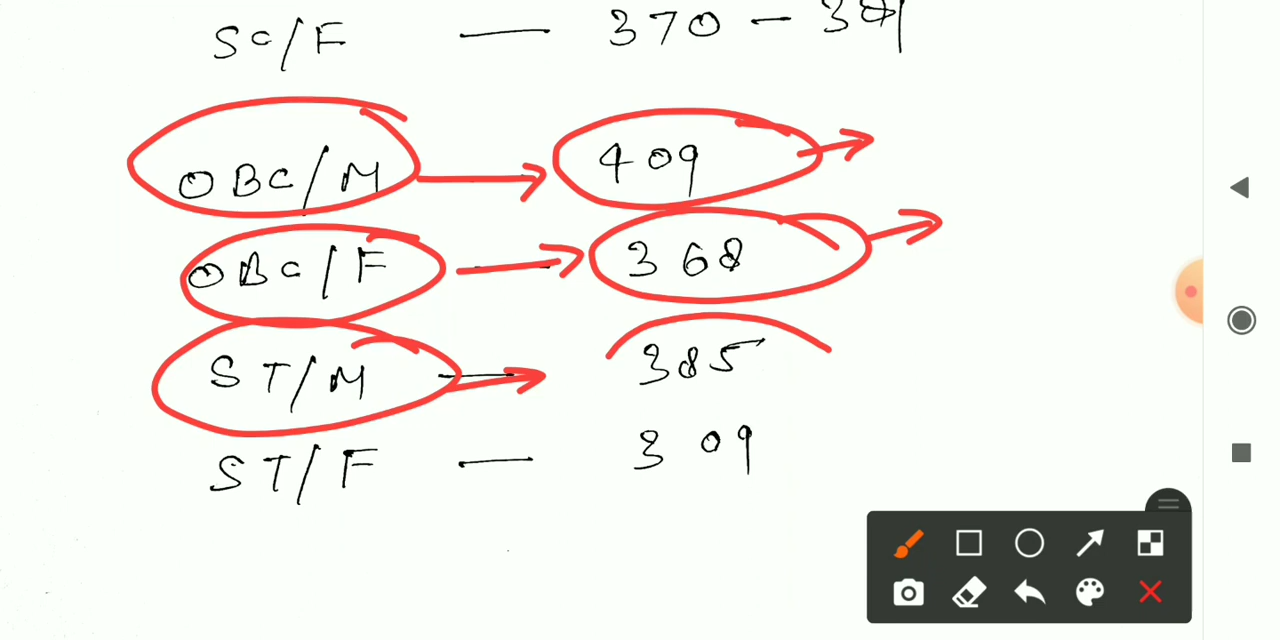 SC/F — 370 –
OBC/M 409
OBC/F — 368
ST/M — 385
ST/F — 309